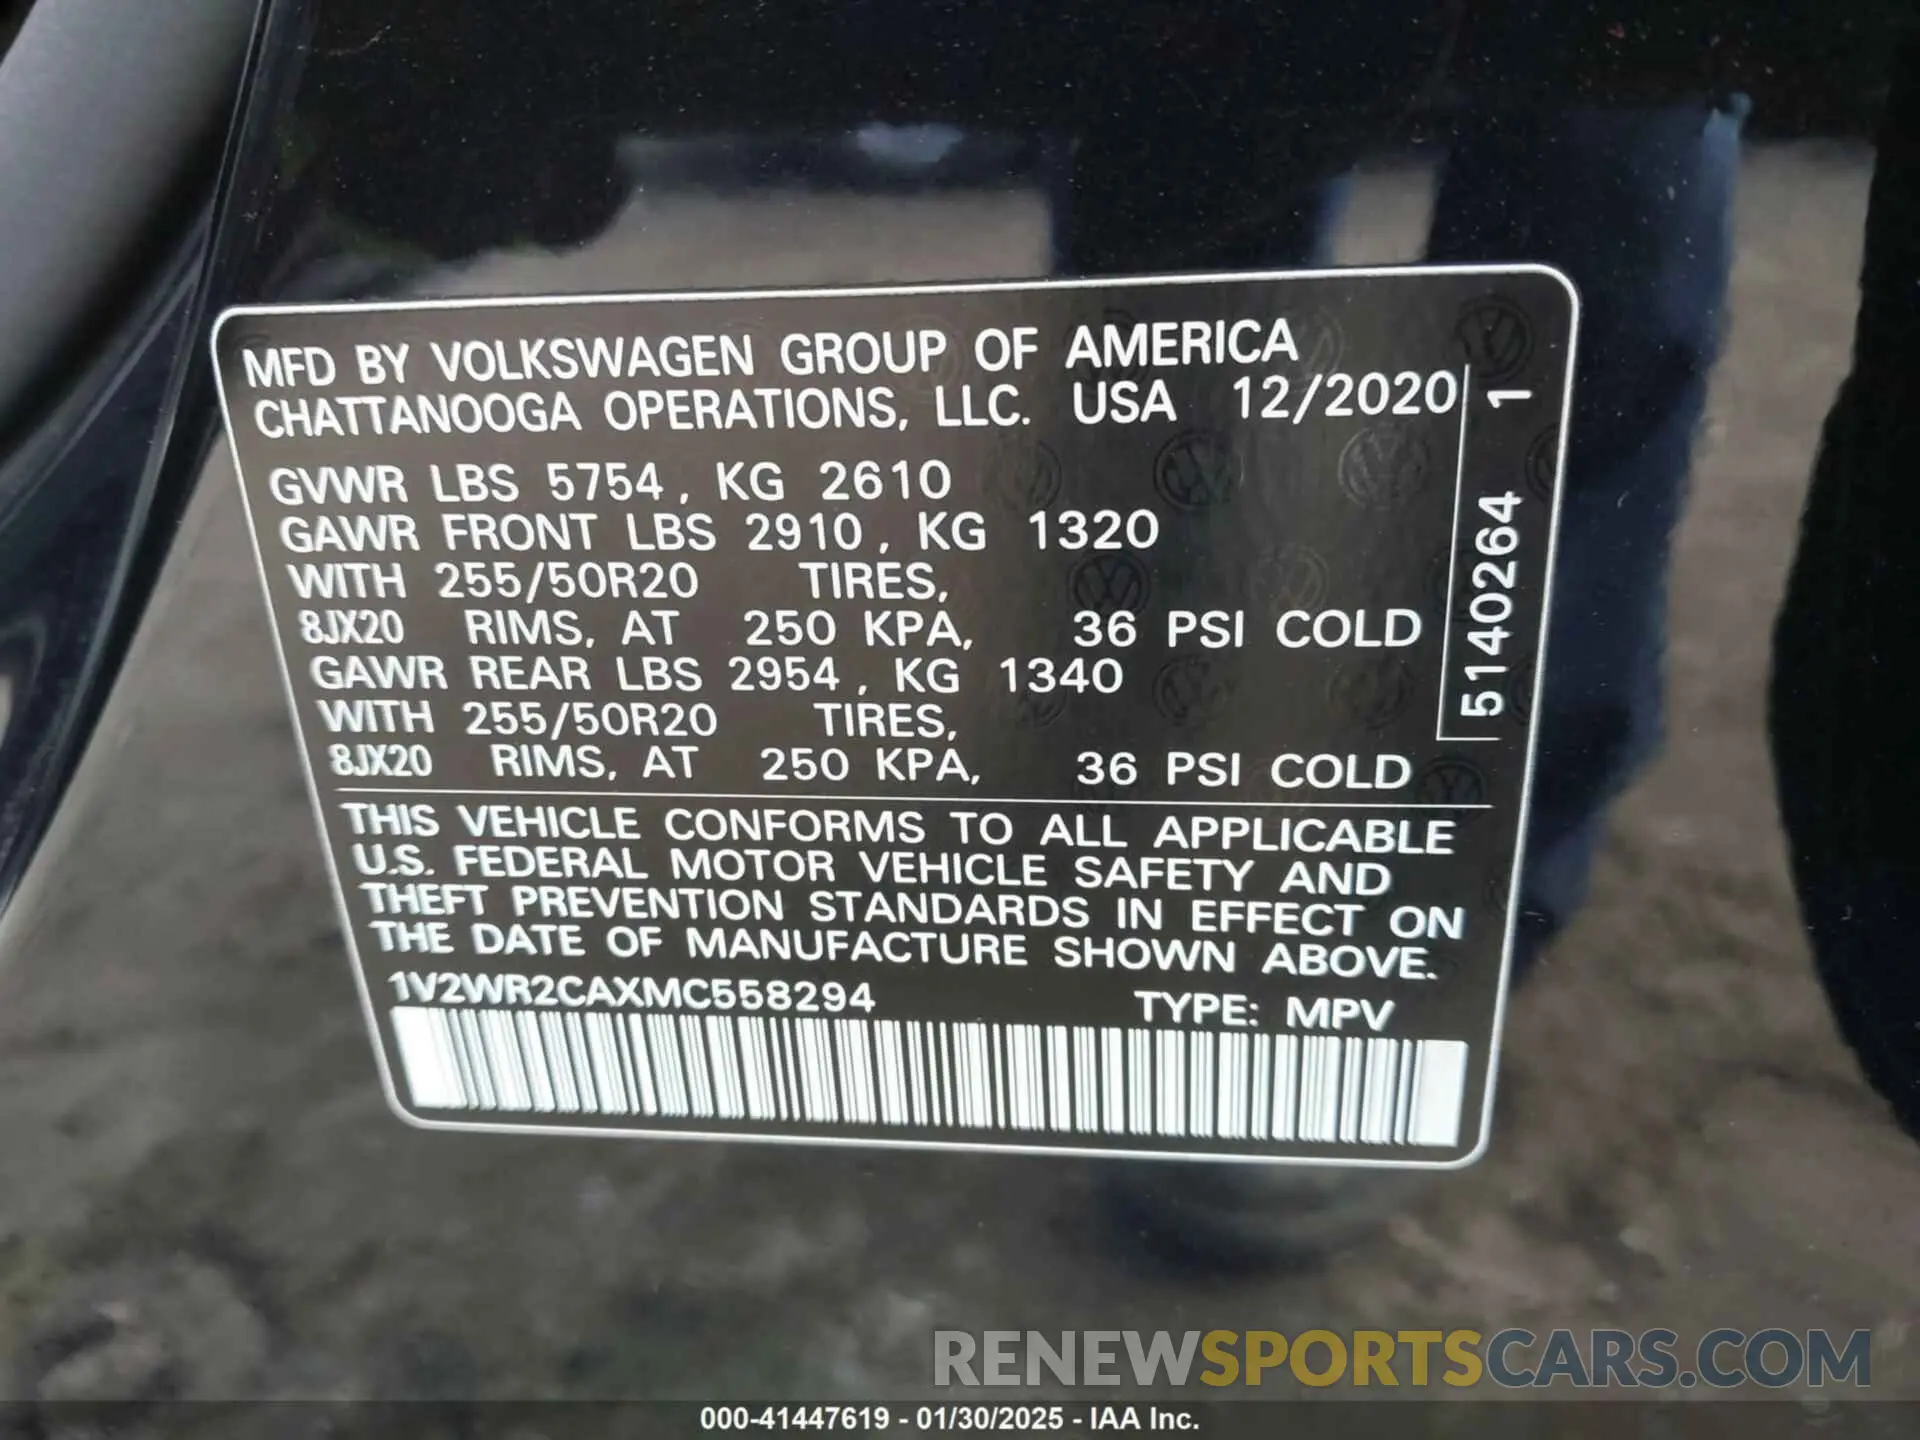 MFD BY VOLKSWAGEN GROUP OF AMERICA
CHATTANOOGA OPERATIONS, LLC. USA 12/2020
GVWR LBS 5754, KG 2610
GAWR FRONT LBS 2910, KG 1320
WITH 255/50R20 TIRES,
8JX20 RIMS, AT 250 KPA, 36 PSI COLD
GAWR REAR LBS 2954, KG 1340
WITH 255/50R20 TIRES,
8JX20 RIMS, AT 250 KPA, 36 PSI COLD
5140264 1
THIS VEHICLE CONFORMS TO ALL APPLICABLE
U.S. FEDERAL MOTOR VEHICLE SAFETY AND
THEFT PREVENTION STANDARDS IN EFFECT ON
THE DATE OF MANUFACTURE SHOWN ABOVE.
1V2WR2CAXMC558294 TYPE: MPV
RENEWSPORTSCARS.COM
000-41447619 - 01/30/2025 - IAA Inc.